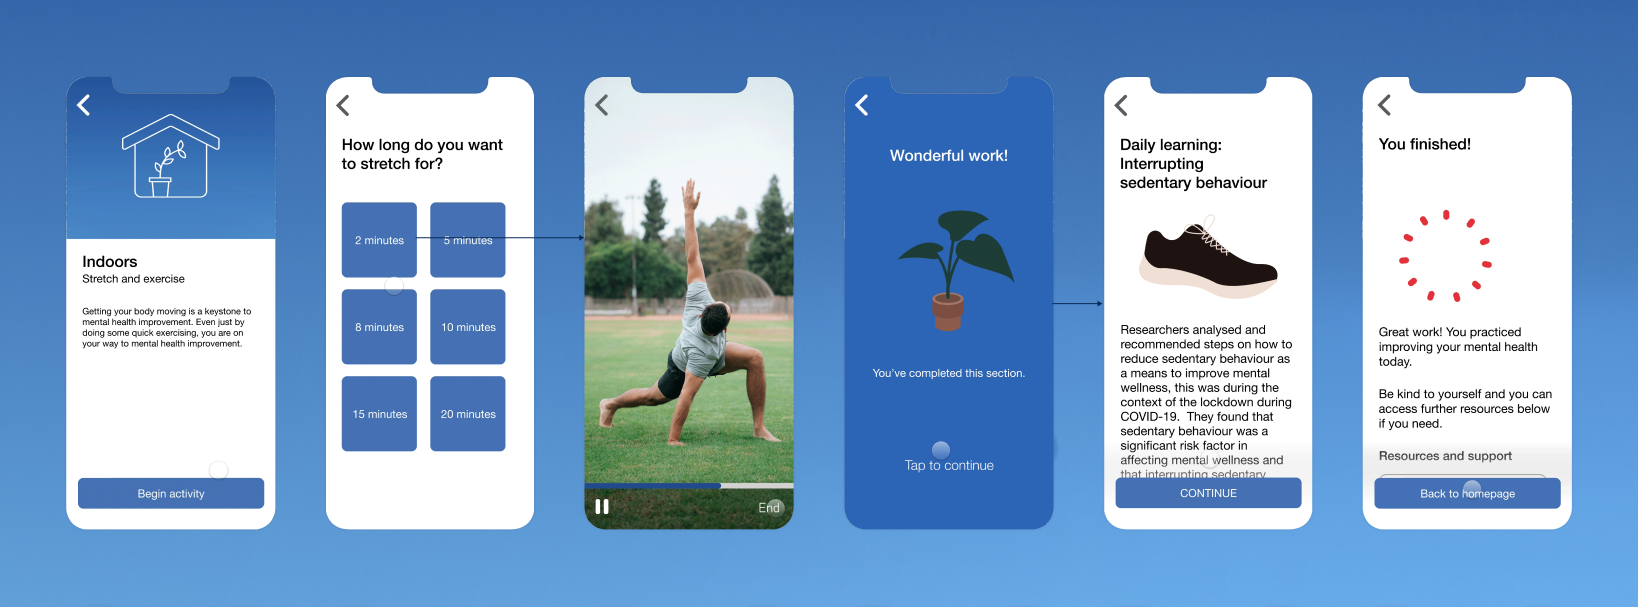 Indoors
Stretch and exercise
Getting your body moving is a keystone to
mental health improvement. Even just by
doing some quick exercising, you are on
your way to mental health improvement.
Begin activity
How long do you want
to stretch for?
2 minutes
5 minutes
8 minutes
10 minutes
15 minutes
20 minutes
End
Wonderful work!
You've completed this section.
Tap to continue
Daily learning:
Interrupting
sedentary behaviour
Researchers analysed and
recommended steps on how to
reduce sedentary behaviour as
a means to improve mental
wellness, this was during the
context of the lockdown during
COVID-19. They found that
sedentary behaviour was a
significant risk factor in
affecting mental wellness and
that interrupting sedentary
CONTINUE
You finished!
Great work! You practiced
improving your mental health
today.
Be kind to yourself and you can
access further resources below
if you need.
Resources and support
Back to homepage